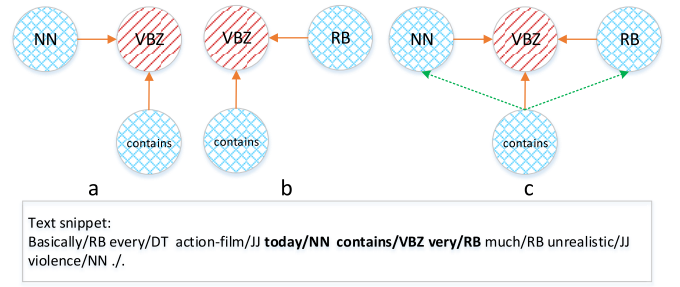 NN VBZ VBZ RB NN VBZ RB
contains contains contains
a b c
Text snippet:
Basically/RB every/DT action-film/JJ today/NN contains/VBZ very/RB much/RB unrealistic/JJ
violence/NN ./.